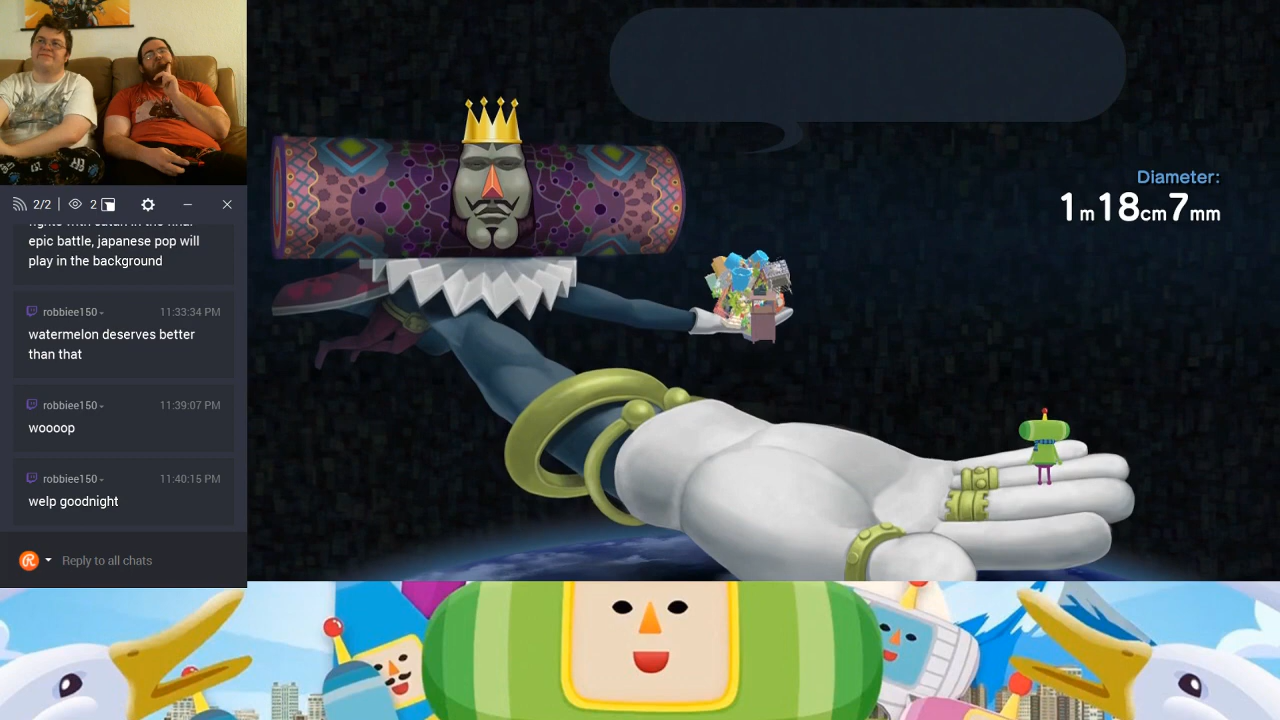 2/2
2
epic battle, japanese pop will
play in the background
robbiee150
11:33:34 PM
watermelon deserves better
than that
robbiee150
11:39:07 PM
woooop
robbiee150
11:40:15 PM
welp goodnight
Reply to all chats
Diameter:
1m18cm7mm